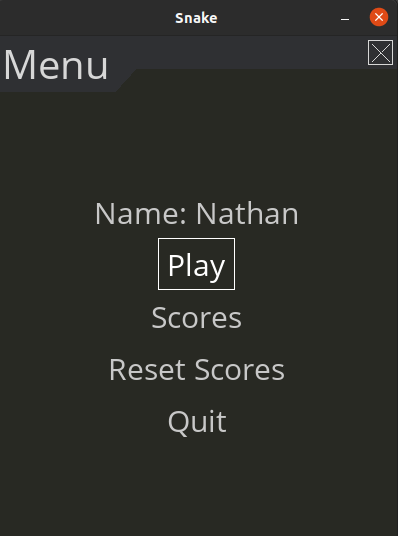 Snake
Menu
Name: Nathan
Play
Scores
Reset Scores
Quit